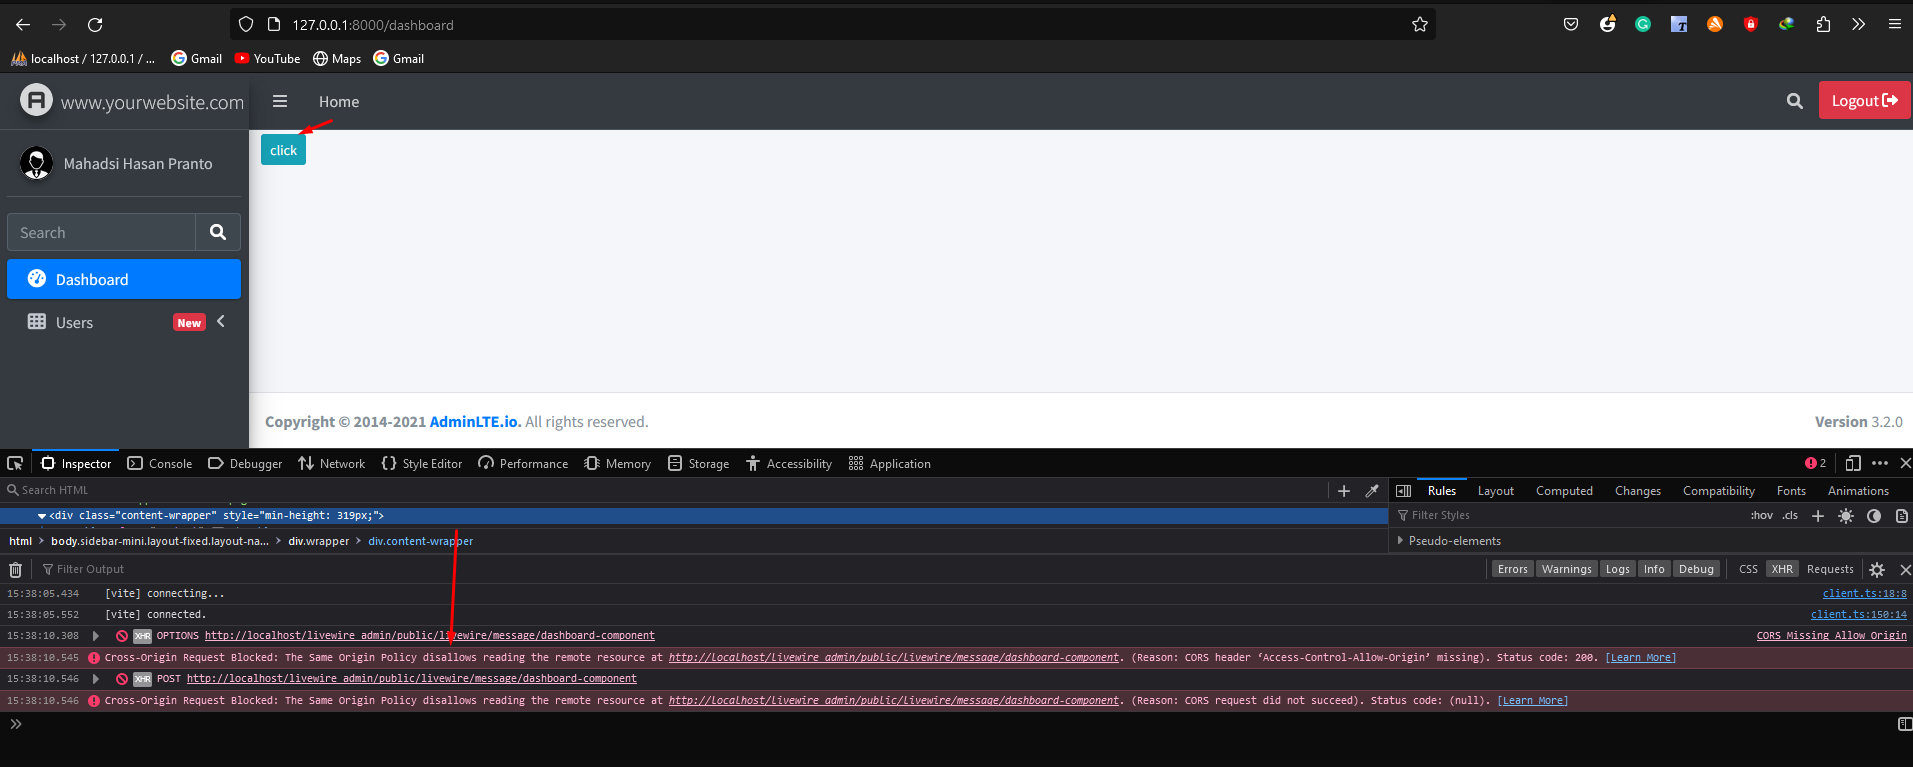 127.0.0.1:8000/dashboard
localhost / 127.0.0.1 / ... Gmail YouTube Maps Gmail
www.yourwebsite.com Home Logout
click
Mahadsi Hasan Pranto
Search
Dashboard
Users New
Copyright © 2014-2021 AdminLTE.io. All rights reserved. Version 3.2.0
Inspector Console Debugger Network Style Editor Performance Memory Storage Accessibility Application 2
Search HTML Rules Layout Computed Changes Compatibility Fonts Animations
<div class="content-wrapper" style="min-height: 319px;"> Filter Styles :hov .cls
html body.sidebar-mini.layout-fixed.layout-na... div.wrapper div.content-wrapper Pseudo-elements
Filter Output Errors Warnings Logs Info Debug CSS XHR Requests
15:38:05.434 [vite] connecting... client.ts:18:8
15:38:05.552 [vite] connected. client.ts:150:14
15:38:10.308 XHR OPTIONS http://localhost/livewire_admin/public/livewire/message/dashboard-component CORS Missing Allow Origin
15:38:10.545 Cross-Origin Request Blocked: The Same Origin Policy disallows reading the remote resource at http://localhost/livewire_admin/public/livewire/message/dashboard-component. (Reason: CORS header ‘Access-Control-Allow-Origin’ missing). Status code: 200. [Learn More]
15:38:10.546 XHR POST http://localhost/livewire_admin/public/livewire/message/dashboard-component
15:38:10.546 Cross-Origin Request Blocked: The Same Origin Policy disallows reading the remote resource at http://localhost/livewire_admin/public/livewire/message/dashboard-component. (Reason: CORS request did not succeed). Status code: (null). [Learn More]